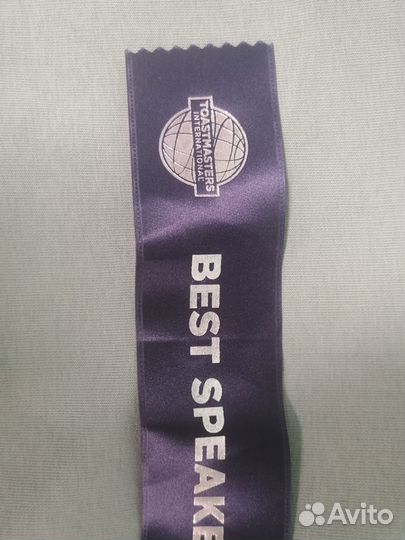 TOASTMASTERS
INTERNATIONAL
BEST SPEAKE
Avito